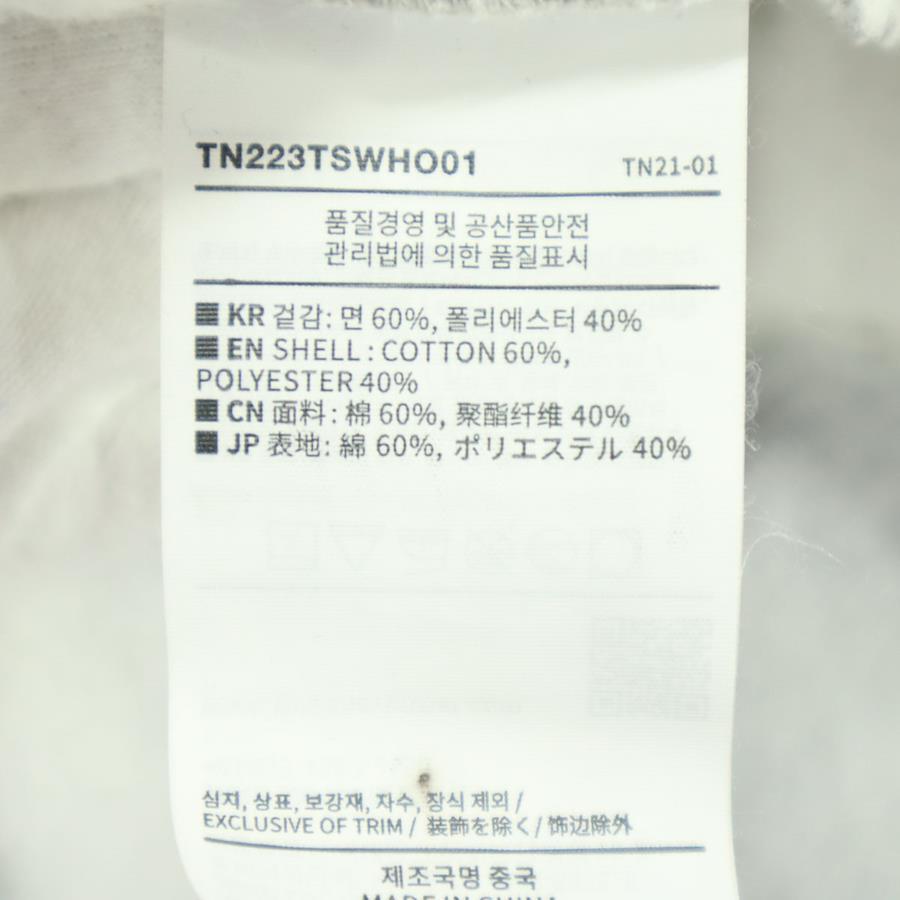 TN223TSWHO01
TN21-01
품질경영 및 공산품안전
관리법에 의한 품질표시
KR 겉감: 면 60%, 폴리에스터 40%
EN SHELL : COTTON 60%,
POLYESTER 40%
CN 面料: 棉 60%, 聚酯纤维 40%
JP 表地: 綿 60%, ポリエステル 40%
심지, 상표, 보강재, 자수, 장식 제외 /
EXCLUSIVE OF TRIM / 装飾を除く/ 饰边除外
제조국명 중국
MADE IN CHINA